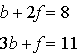 b + 2f = 8
3b + f = 11